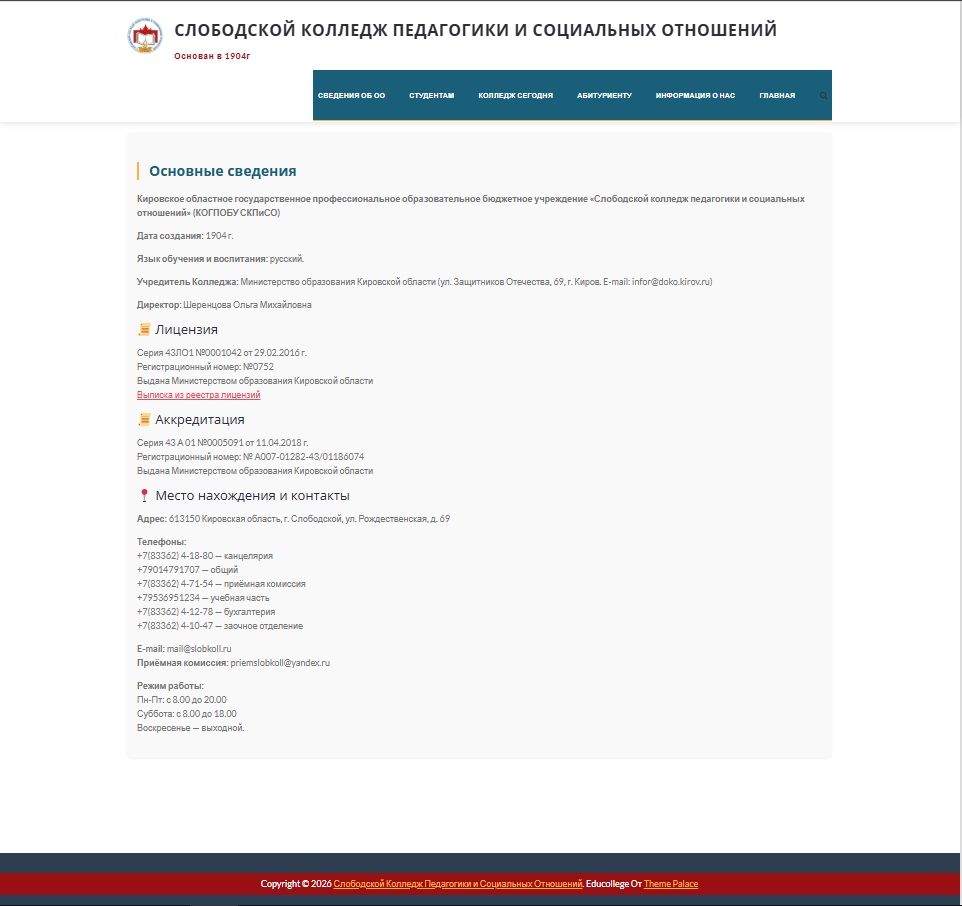 СЛОБОДСКОЙ КОЛЛЕДЖ ПЕДАГОГИКИ И СОЦИАЛЬНЫХ ОТНОШЕНИЙ
Основан в 1904г
СВЕДЕНИЯ ОБ ОО СТУДЕНТАМ КОЛЛЕДЖ СЕГОДНЯ АБИТУРИЕНТУ ИНФОРМАЦИЯ О НАС ГЛАВНАЯ
Основные сведения
Кировское областное государственное профессиональное образовательное бюджетное учреждение «Слободской колледж педагогики и социальных
отношений» (КОГПОБУ СКПиСО)
Дата создания: 1904 г.
Язык обучения и воспитания: русский.
Учредитель Колледжа: Министерство образования Кировской области (ул. Защитников Отечества, 69, г. Киров. E-mail: infor@doko.kirov.ru)
Директор: Шеренцова Ольга Михайловна
Лицензия
Серия 43ЛО1 №0001042 от 29.02.2016 г.
Регистрационный номер: №0752
Выдана Министерством образования Кировской области
Выписка из реестра лицензий
Аккредитация
Серия 43 А 01 №0005091 от 11.04.2018 г.
Регистрационный номер: № А007-01282-43/01186074
Выдана Министерством образования Кировской области
Место нахождения и контакты
Адрес: 613150 Кировская область, г. Слободской, ул. Рождественская, д. 69
Телефоны:
+7(83362) 4-18-80 — канцелярия
+79014791707 — общий
+7(83362) 4-71-54 — приёмная комиссия
+79536951234 — учебная часть
+7(83362) 4-12-78 — бухгалтерия
+7(83362) 4-10-47 — заочное отделение
E-mail: mail@slobkoll.ru
Приёмная комиссия: priemslobkoll@yandex.ru
Режим работы:
Пн-Пт: с 8.00 до 20.00
Суббота: с 8.00 до 18.00
Воскресенье — выходной.
Copyright © 2026 Слободской Колледж Педагогики и Социальных Отношений. Educollege От Theme Palace